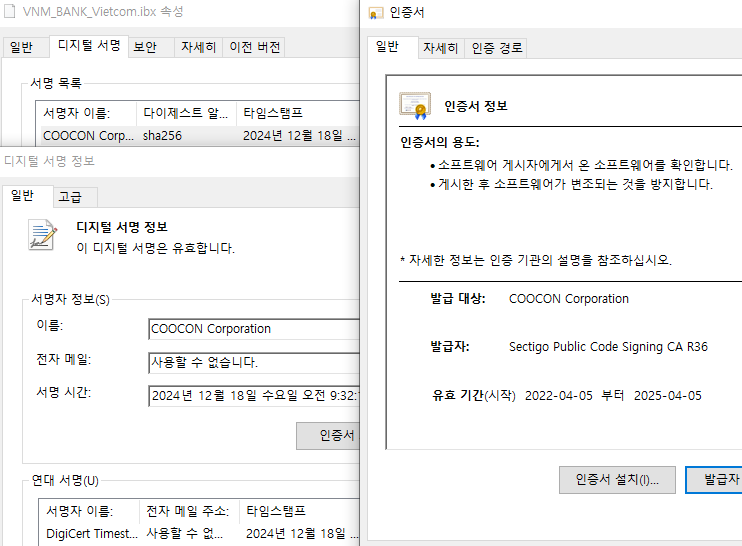 VNM_BANK_Vietcom.ibx 속성
일반 디지털 서명 보안 자세히 이전 버전
서명 목록
서명자 이름: 다이제스트 알... 타임스탬프
COOCON Corp... sha256 2024년 12월 18일 ...
디지털 서명 정보
일반 고급
디지털 서명 정보
이 디지털 서명은 유효합니다.
서명자 정보(S)
이름: COOCON Corporation
전자 메일: 사용할 수 없습니다.
서명 시간: 2024년 12월 18일 수요일 오전 9:32:
인증서
연대 서명(U)
서명자 이름: 전자 메일 주소: 타임스탬프
DigiCert Timest... 사용할 수 없... 2024년 12월 18일 ...
인증서
일반 자세히 인증 경로
인증서 정보
인증서의 용도:
• 소프트웨어 게시자에게서 온 소프트웨어를 확인합니다.
• 게시한 후 소프트웨어가 변조되는 것을 방지합니다.
* 자세한 정보는 인증 기관의 설명을 참조하십시오.
발급 대상: COOCON Corporation
발급자: Sectigo Public Code Signing CA R36
유효 기간(시작) 2022-04-05 부터 2025-04-05
인증서 설치(I)... 발급자